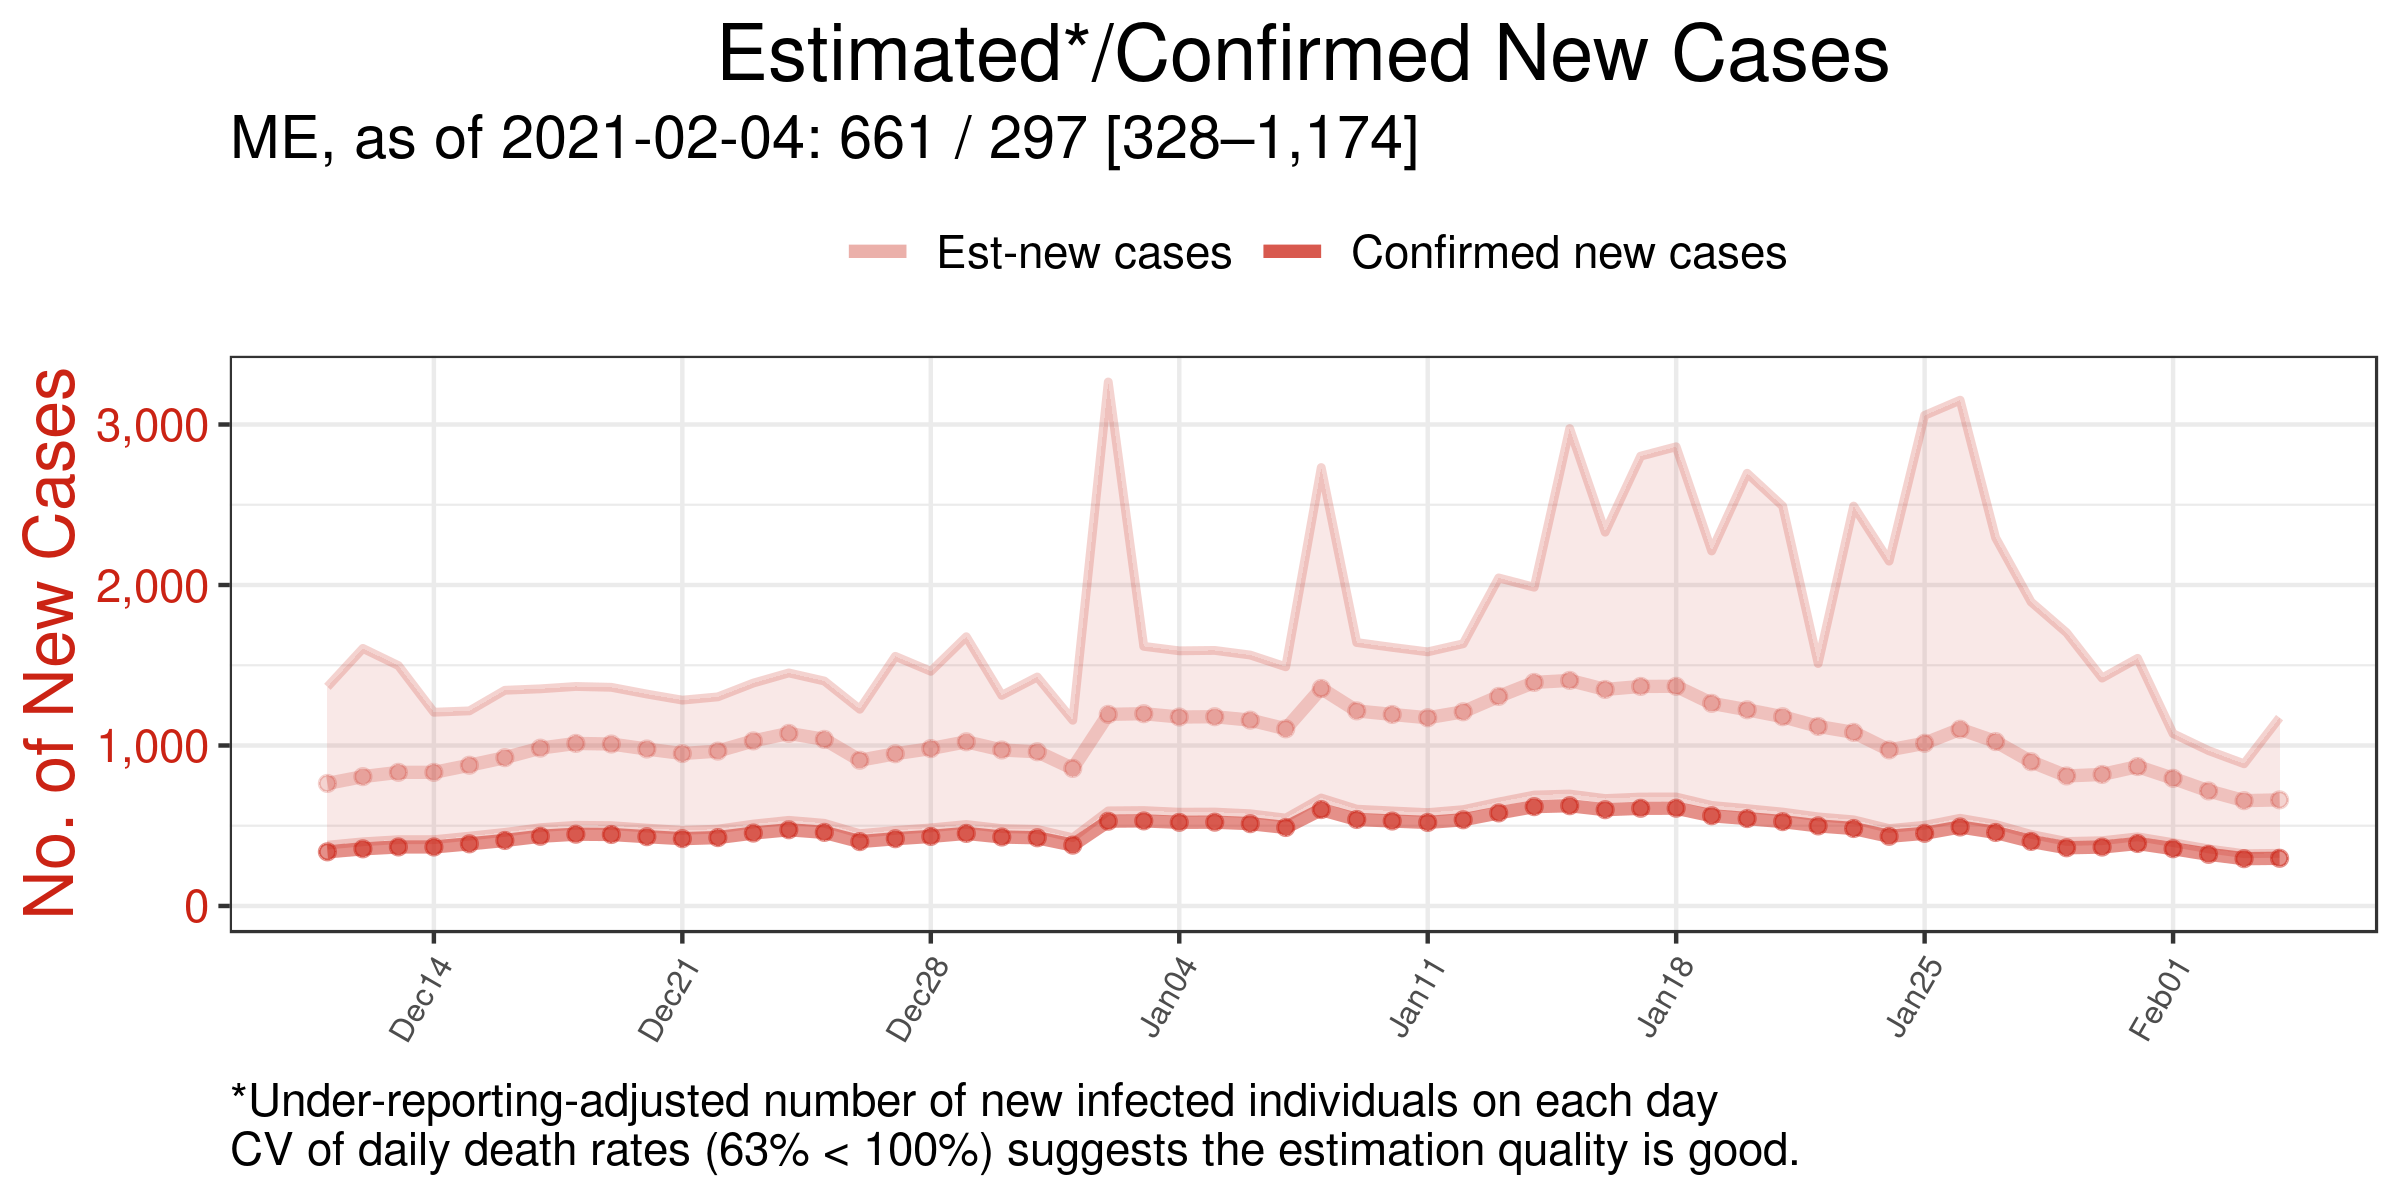 Estimated*/Confirmed New Cases
ME, as of 2021-02-04: 661 / 297 [328–1,174]
Est-new cases Confirmed new cases
No. of New Cases
3,000
2,000
1,000
0
Dec14 Dec21 Dec28 Jan04 Jan11 Jan18 Jan25 Feb01
*Under-reporting-adjusted number of new infected individuals on each day
CV of daily death rates (63% < 100%) suggests the estimation quality is good.